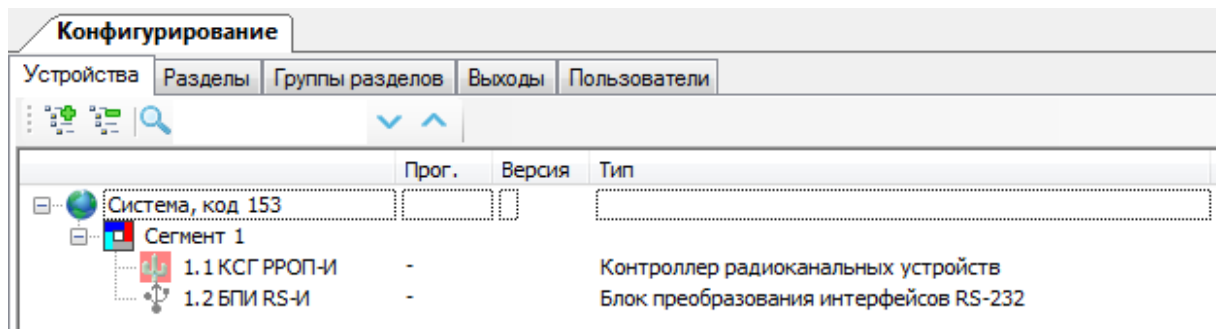 Конфигурирование
Устройства Разделы Группы разделов Выходы Пользователи
Прог. Версия Тип
Система, код 153
Сегмент 1
1.1 КСГ РРОП-И - Контроллер радиоканальных устройств
1.2 БПИ RS-И - Блок преобразования интерфейсов RS-232